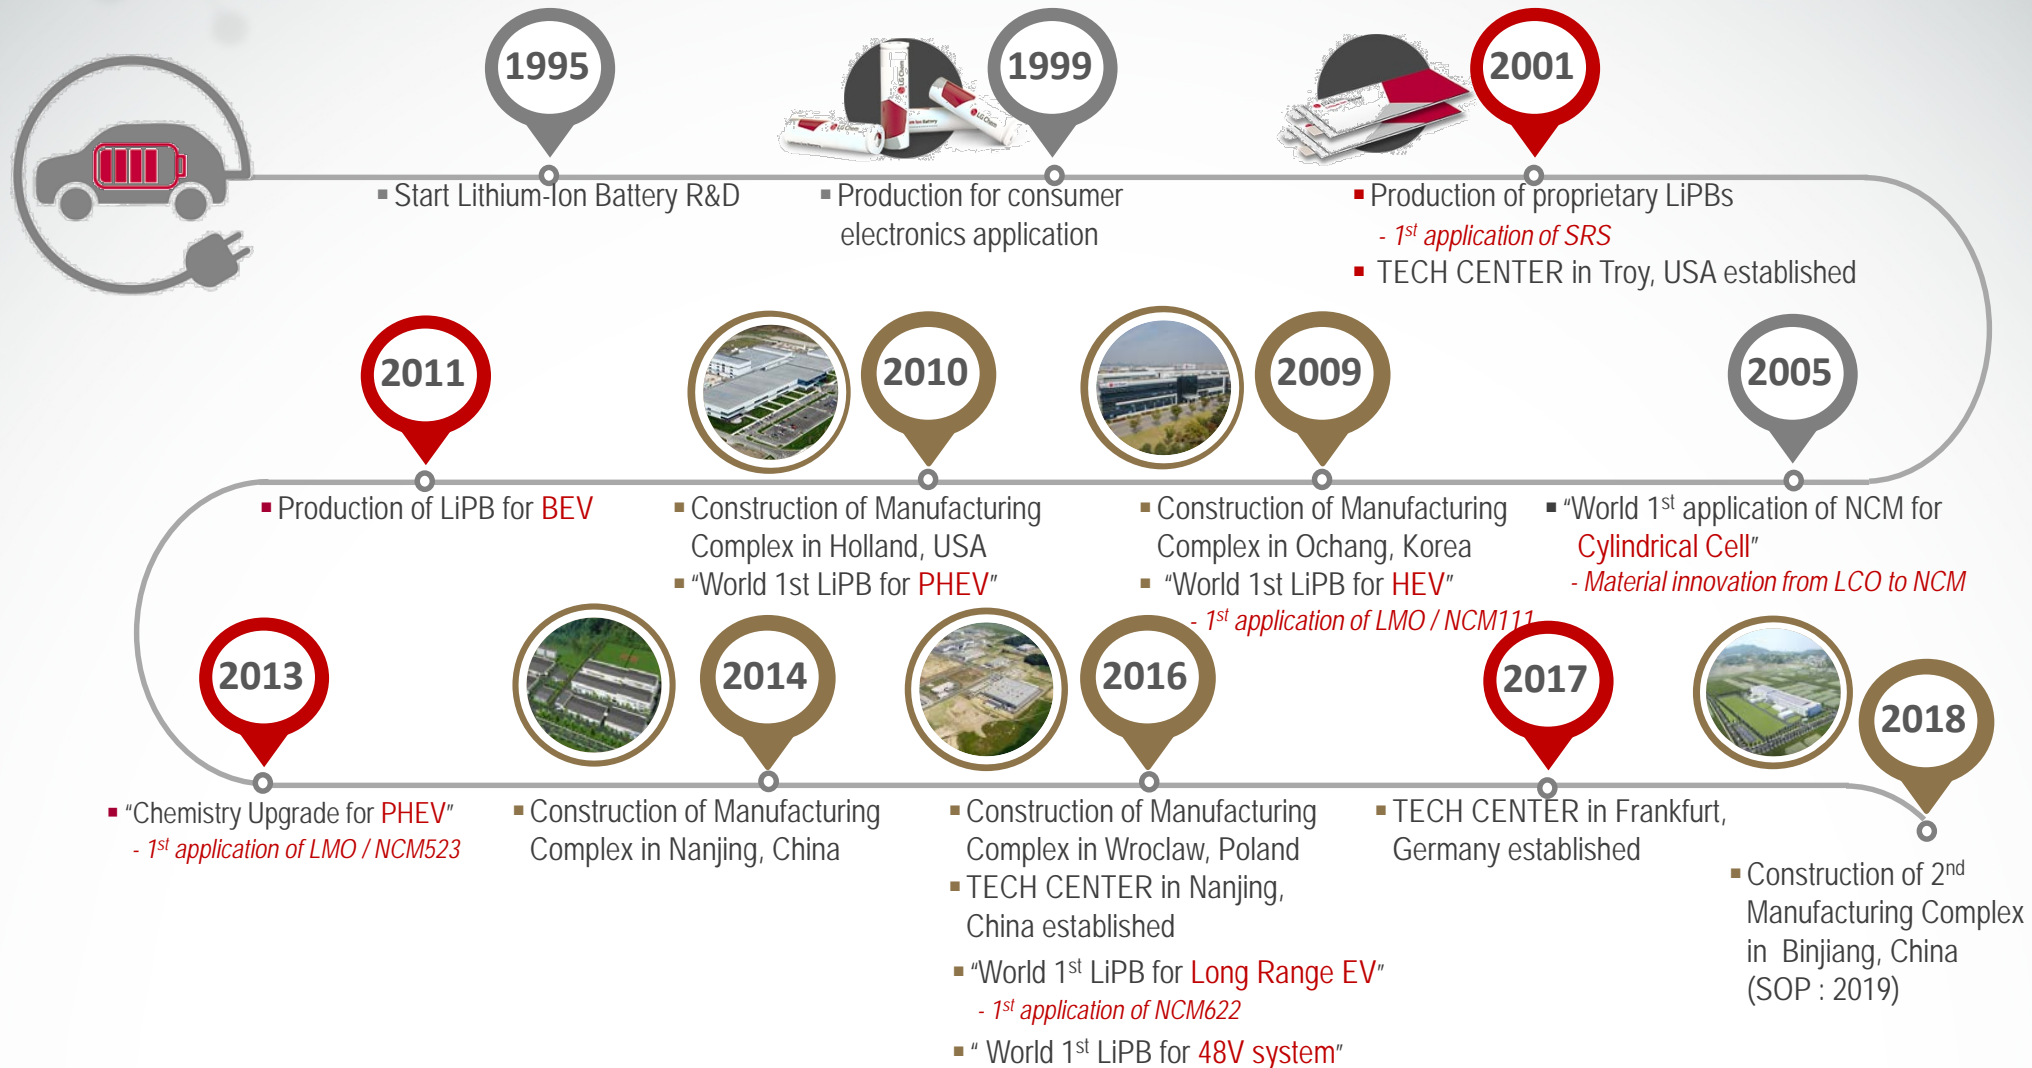 1995
1999
2001
LG Chem
LG Chem
LG Chem
Start Lithium-Ion Battery R&D
Production for consumer
electronics application
Production of proprietary LiPBs
- 1st application of SRS
TECH CENTER in Troy, USA established
2011
2010
2009
2005
Production of LiPB for BEV
Construction of Manufacturing
Complex in Holland, USA
"World 1st LiPB for PHEV"
Construction of Manufacturing
Complex in Ochang, Korea
"World 1st LiPB for HEV"
- 1st application of LMO / NCM111
"World 1st application of NCM for
Cylindrical Cell"
- Material innovation from LCO to NCM
2013
2014
2016
2017
2018
"Chemistry Upgrade for PHEV"
- 1st application of LMO / NCM523
Construction of Manufacturing
Complex in Nanjing, China
Construction of Manufacturing
Complex in Wroclaw, Poland
TECH CENTER in Nanjing,
China established
"World 1st LiPB for Long Range EV"
- 1st application of NCM622
" World 1st LiPB for 48V system"
TECH CENTER in Frankfurt,
Germany established
Construction of 2nd
Manufacturing Complex
in Binjiang, China
(SOP : 2019)